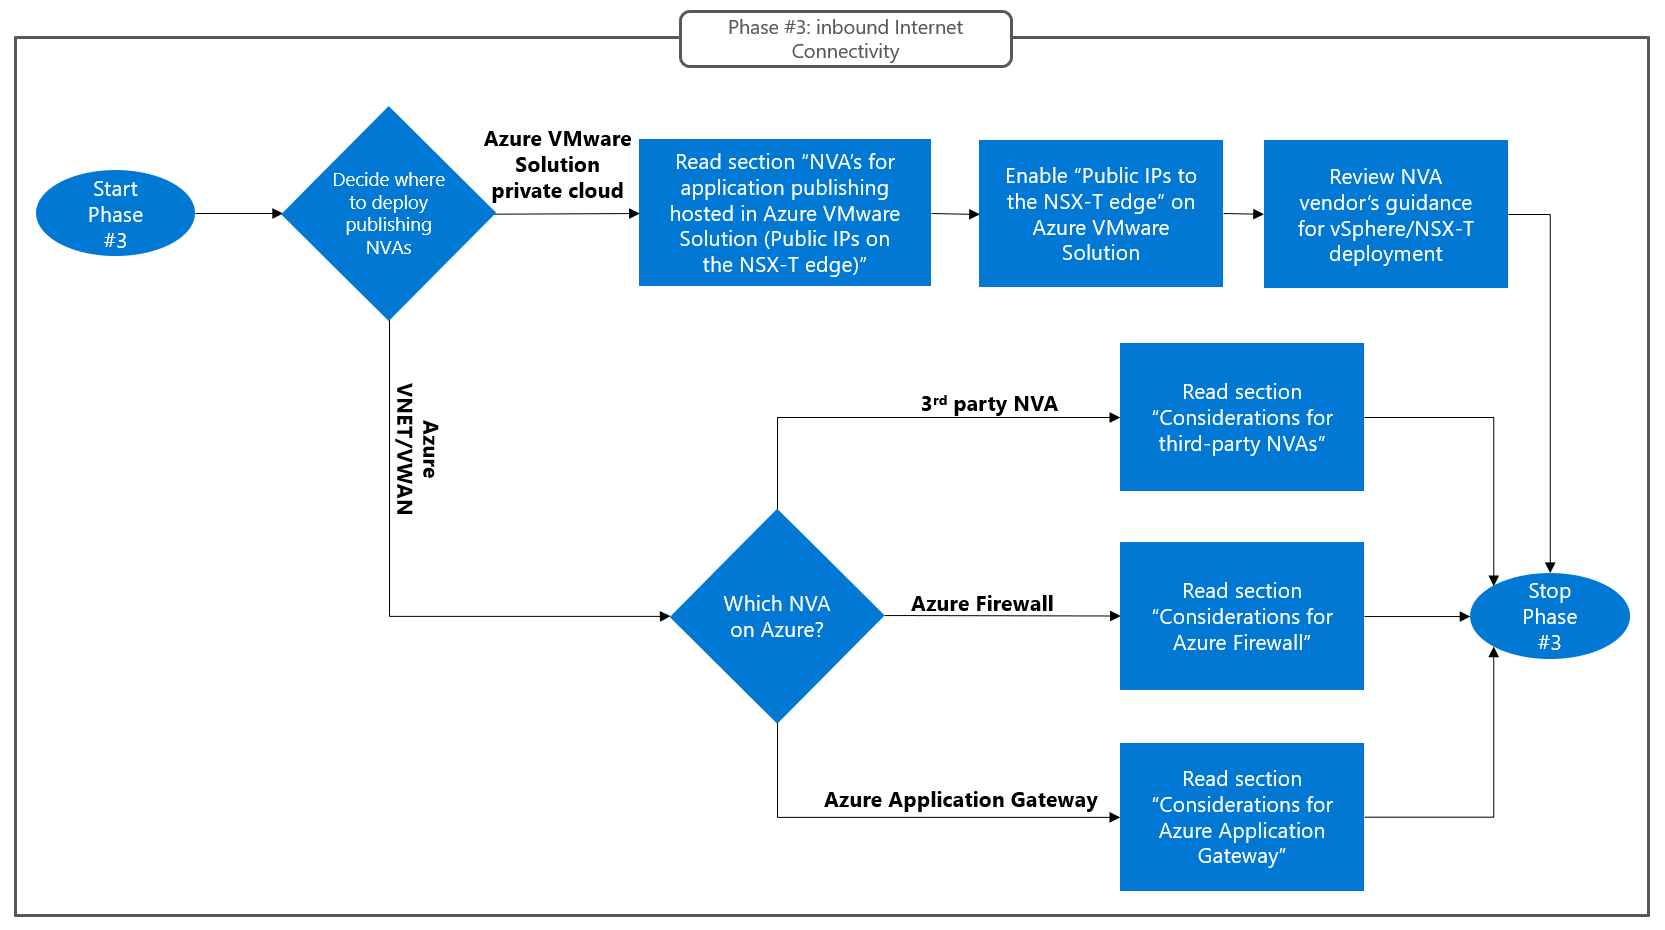 Phase #3: inbound Internet
Connectivity
Start
Phase
#3
Decide where
to deploy
publishing
NVAs
Azure VMware
Solution
private cloud
Read section “NVA’s for
application publishing
hosted in Azure VMware
Solution (Public IPs on
the NSX-T edge)”
Enable “Public IPs to
the NSX-T edge” on
Azure VMware
Solution
Review NVA
vendor’s guidance
for vSphere/NSX-T
deployment
Azure
VNET/VWAN
Which NVA
on Azure?
3rd party NVA
Read section
“Considerations for
third-party NVAs“
Azure Firewall
Read section
“Considerations for
Azure Firewall”
Azure Application Gateway
Read section
“Considerations for
Azure Application
Gateway”
Stop
Phase
#3